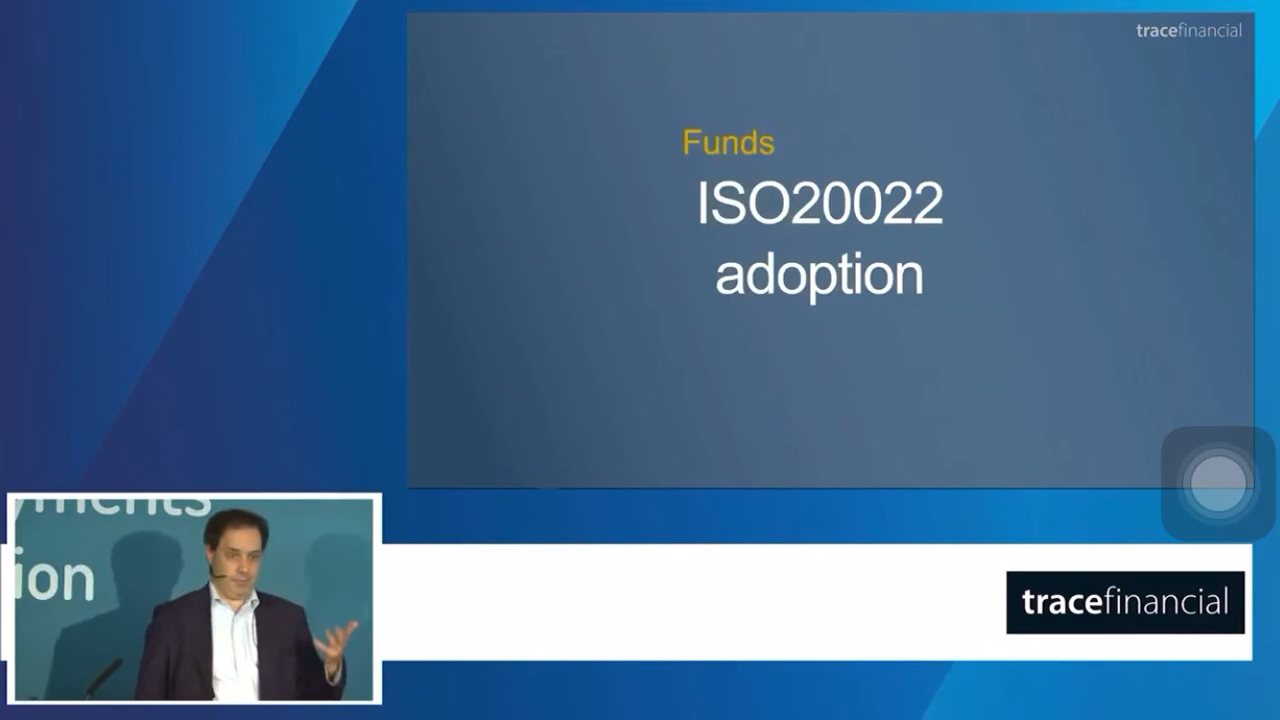 tracefinancial
Funds
ISO20022
adoption
ion
tracefinancial